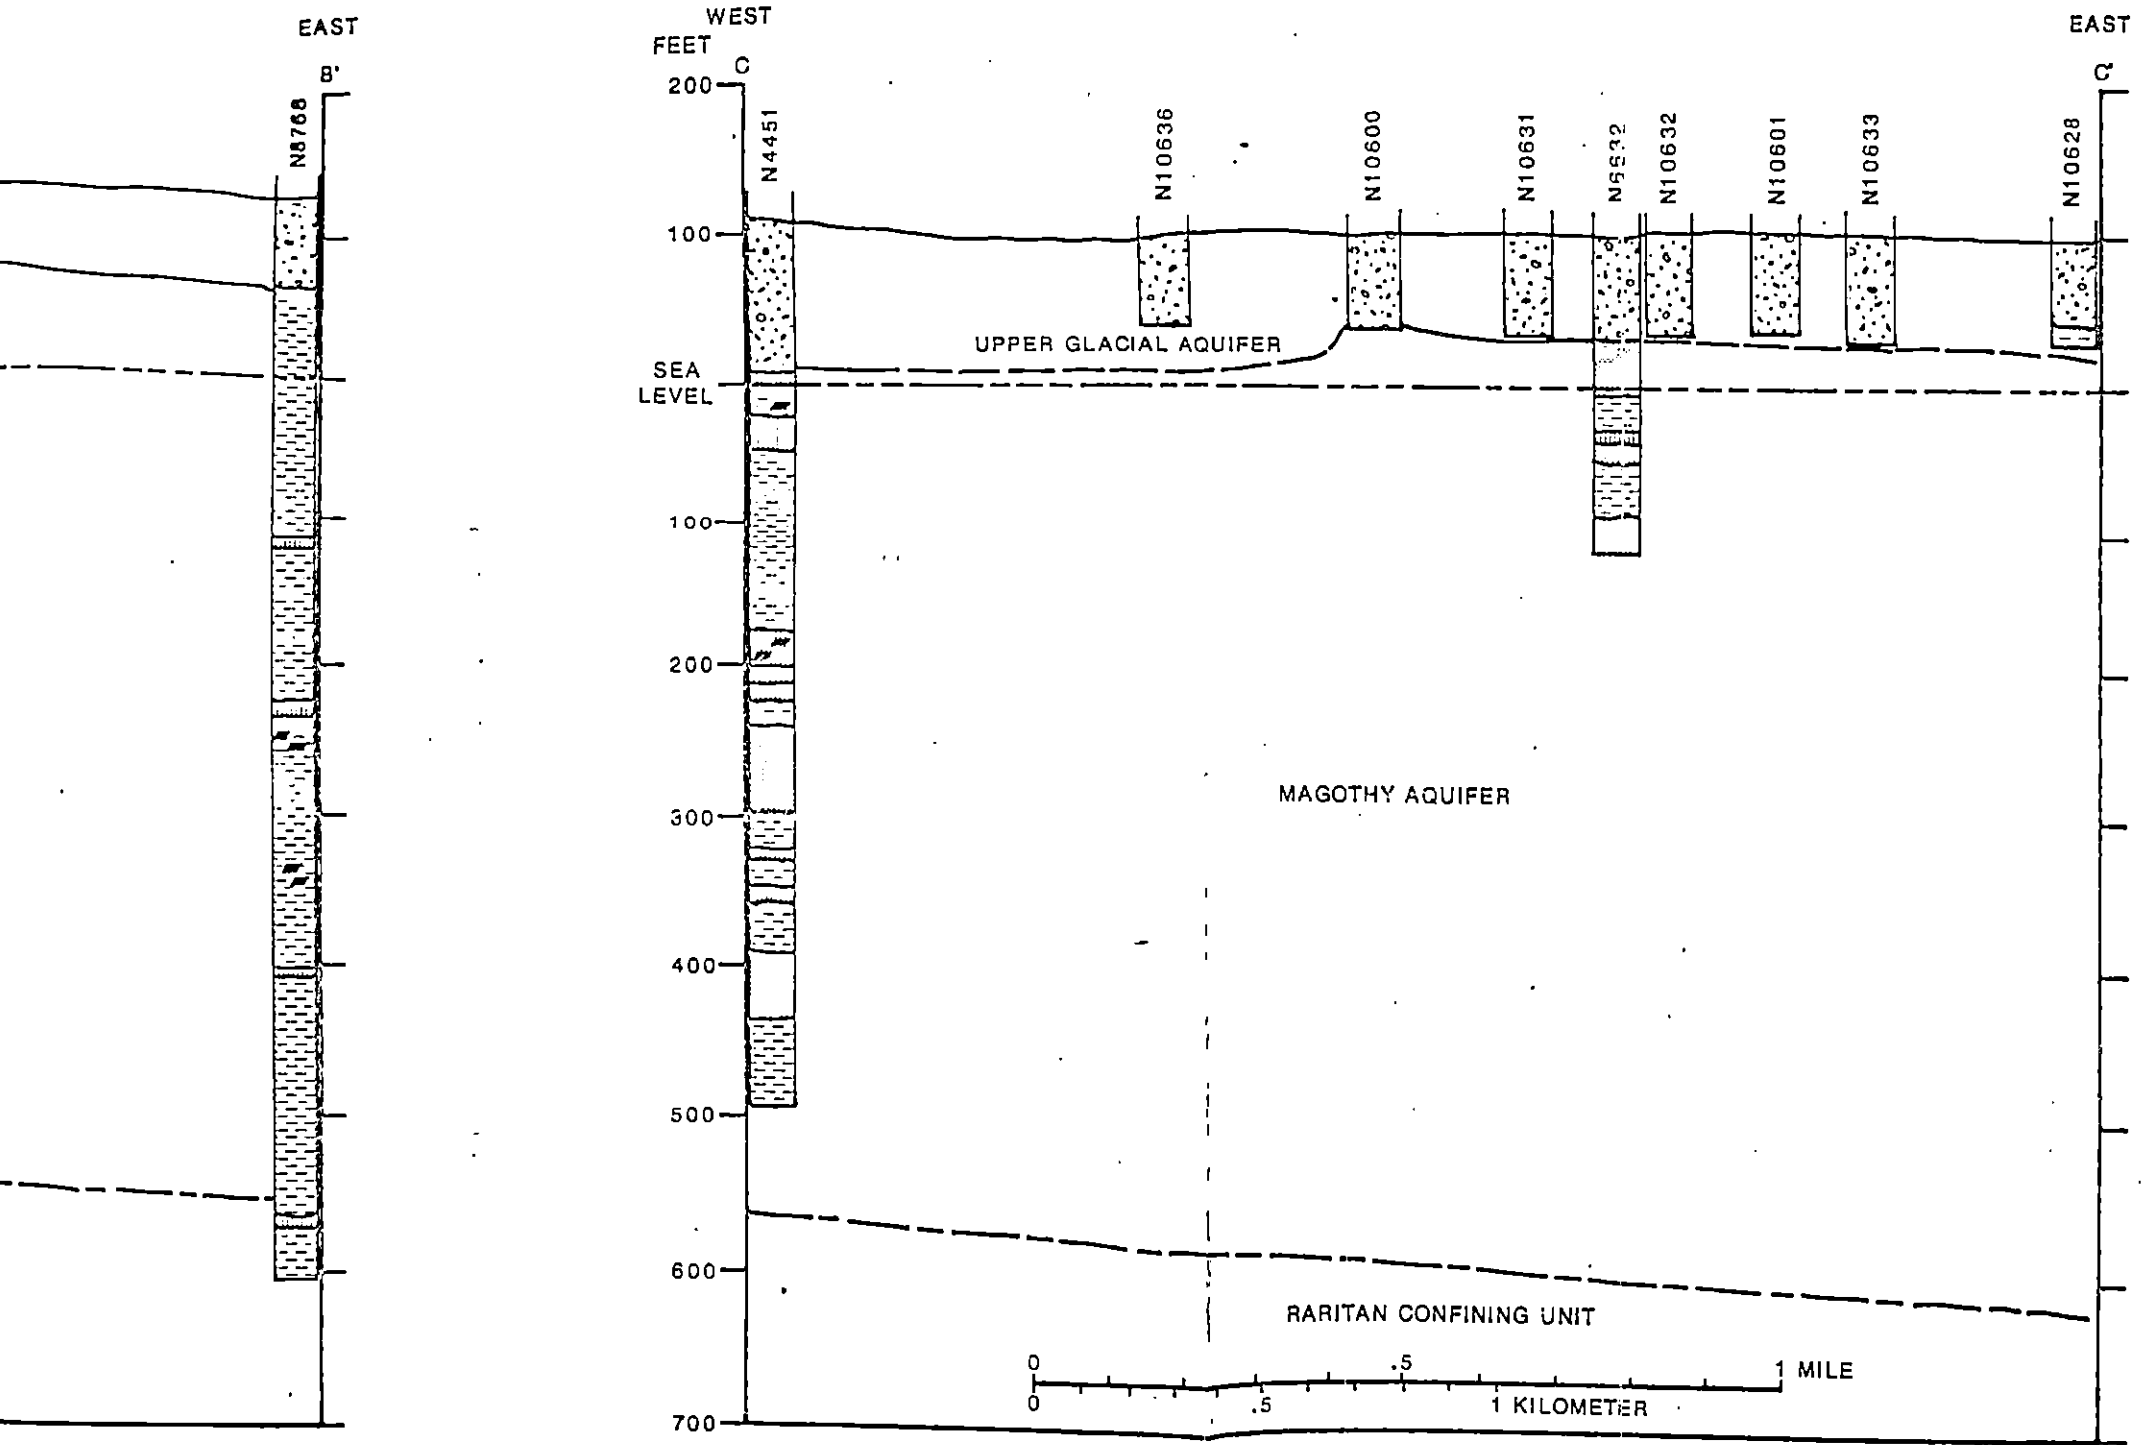 EAST
B'
N8768
WEST
FEET
C
200
N4451
N10636
N10600
N10631
N10632
N10601
N10633
N10628
EAST
C'
100
UPPER GLACIAL AQUIFER
SEA
LEVEL
100
200
MAGOTHY AQUIFER
300
400
500
600
RARITAN CONFINING UNIT
0 .5 1 MILE
0 .5 1 KILOMETER
700